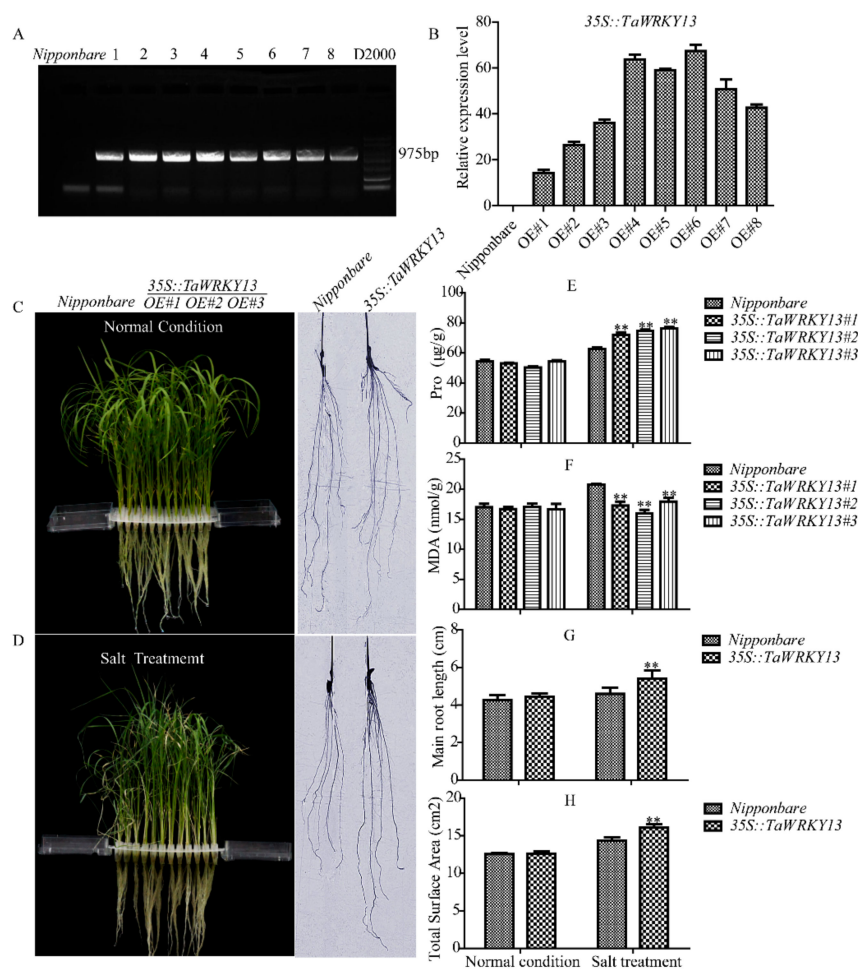 A
Nipponbare 1 2 3 4 5 6 7 8 D2000
975bp
B
35S::TaWRKY13
Relative expression level
80
60
40
20
0
Nipponbare
OE#1
OE#2
OE#3
OE#4
OE#5
OE#6
OE#7
OE#8
C
35S::TaWRKY13
Nipponbare OE#1 OE#2 OE#3
Normal Condition
Nipponbare
35S::TaWRKY13
D
Salt Treatmemt
E
Pro (μg/g)
100
80
60
40
20
0
** ** **
Nipponbare
35S::TaWRKY13#1
35S::TaWRKY13#2
35S::TaWRKY13#3
F
MDA (nmol/g)
25
20
15
10
5
0
** ** **
Nipponbare
35S::TaWRKY13#1
35S::TaWRKY13#2
35S::TaWRKY13#3
G
Main root length (cm)
8
6
4
2
0
**
Nipponbare
35S::TaWRKY13
H
Total Surface Area (cm2)
20
15
10
5
0
**
Nipponbare
35S::TaWRKY13
Normal condition Salt treatment